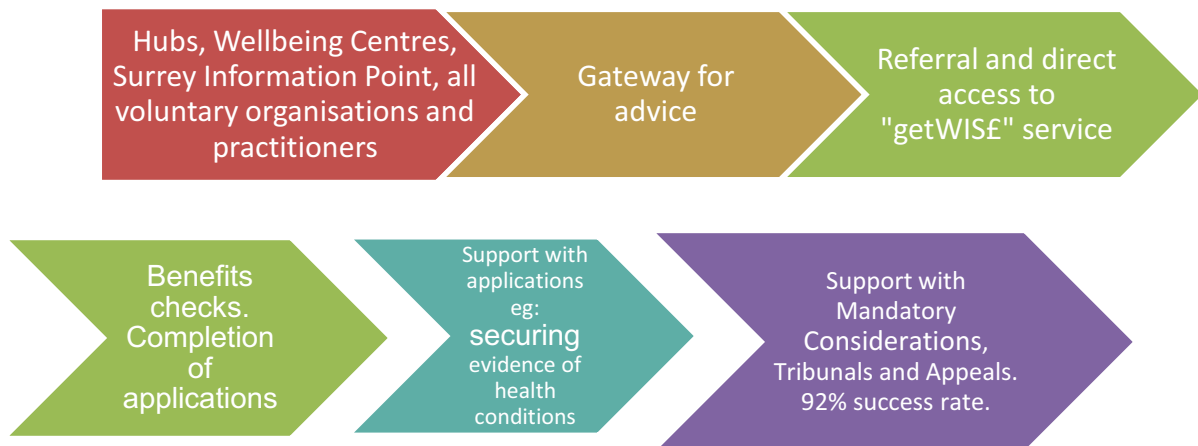 Hubs, Wellbeing Centres,
Surrey Information Point, all
voluntary organisations and
practitioners
Gateway for
advice
Referral and direct
access to
"getWIS£" service
Benefits
checks.
Completion
of
applications
Support with
applications
eg:
securing
evidence of
health
conditions
Support with
Mandatory
Considerations,
Tribunals and Appeals.
92% success rate.